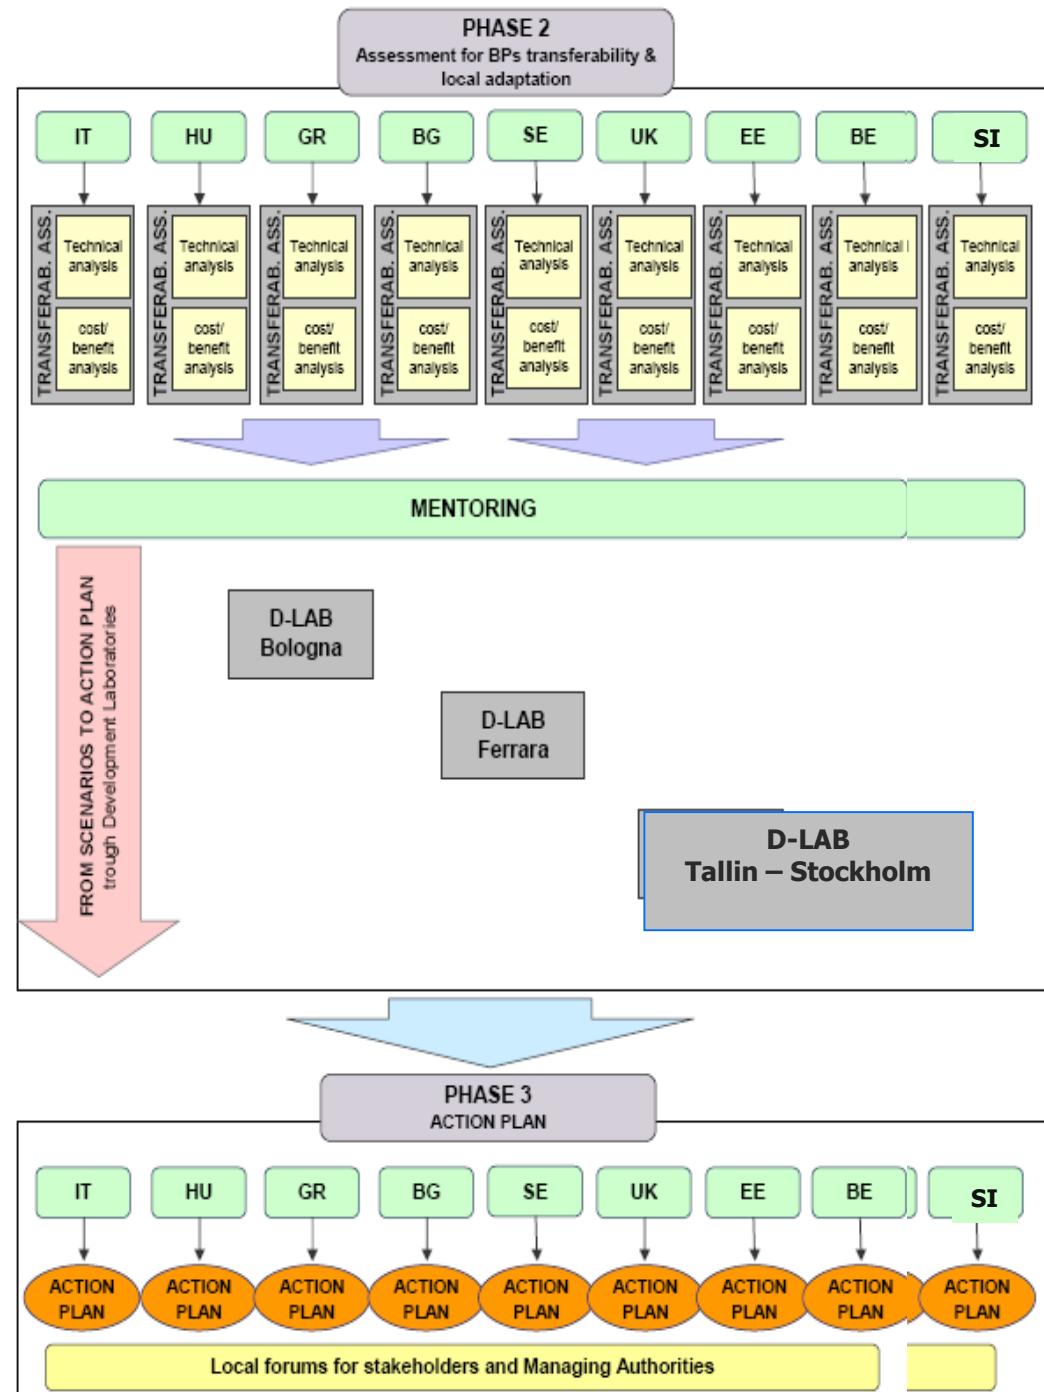 PHASE 2
Assessment for BPs transferability &
local adaptation
IT
HU
GR
BG
SE
UK
EE
BE
SI
TRANSFERAB. ASS.
Technical
analysis
cost/
benefit
analysis
TRANSFERAB. ASS.
Technical
analysis
cost/
benefit
analysis
TRANSFERAB. ASS.
Technical
analysis
cost/
benefit
analysis
TRANSFERAB. ASS.
Technical
analysis
cost/
benefit
analysis
TRANSFERAB. ASS.
Technical
analysis
cost/
benefit
analysis
TRANSFERAB. ASS.
Technical
analysis
cost/
benefit
analysis
TRANSFERAB. ASS.
Technical
analysis
cost/
benefit
analysis
TRANSFERAB. ASS.
Technical
analysis
cost/
benefit
analysis
TRANSFERAB. ASS.
Technical
analysis
cost/
benefit
analysis
MENTORING
FROM SCENARIOS TO ACTION PLAN
trough Development Laboratories
D-LAB
Bologna
D-LAB
Ferrara
D-LAB
Tallin – Stockholm
PHASE 3
ACTION PLAN
IT
HU
GR
BG
SE
UK
EE
BE
SI
ACTION
PLAN
ACTION
PLAN
ACTION
PLAN
ACTION
PLAN
ACTION
PLAN
ACTION
PLAN
ACTION
PLAN
ACTION
PLAN
ACTION
PLAN
Local forums for stakeholders and Managing Authorities